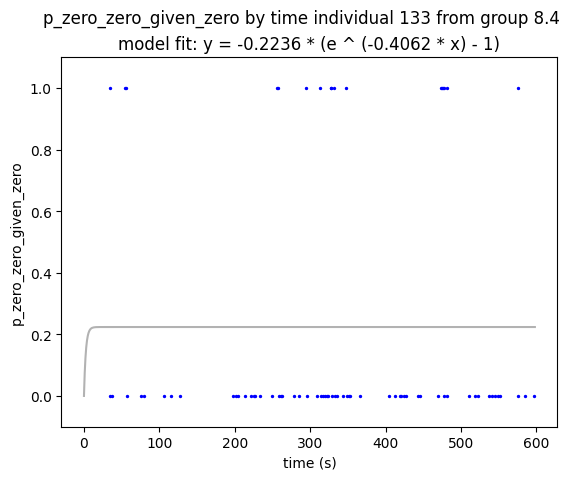 p_zero_zero_given_zero by time individual 133 from group 8.4
model fit: y = -0.2236 * (e ^ (-0.4062 * x) - 1)
1.0
0.8
0.6
0.4
0.2
0.0
p_zero_zero_given_zero
0 100 200 300 400 500 600
time (s)